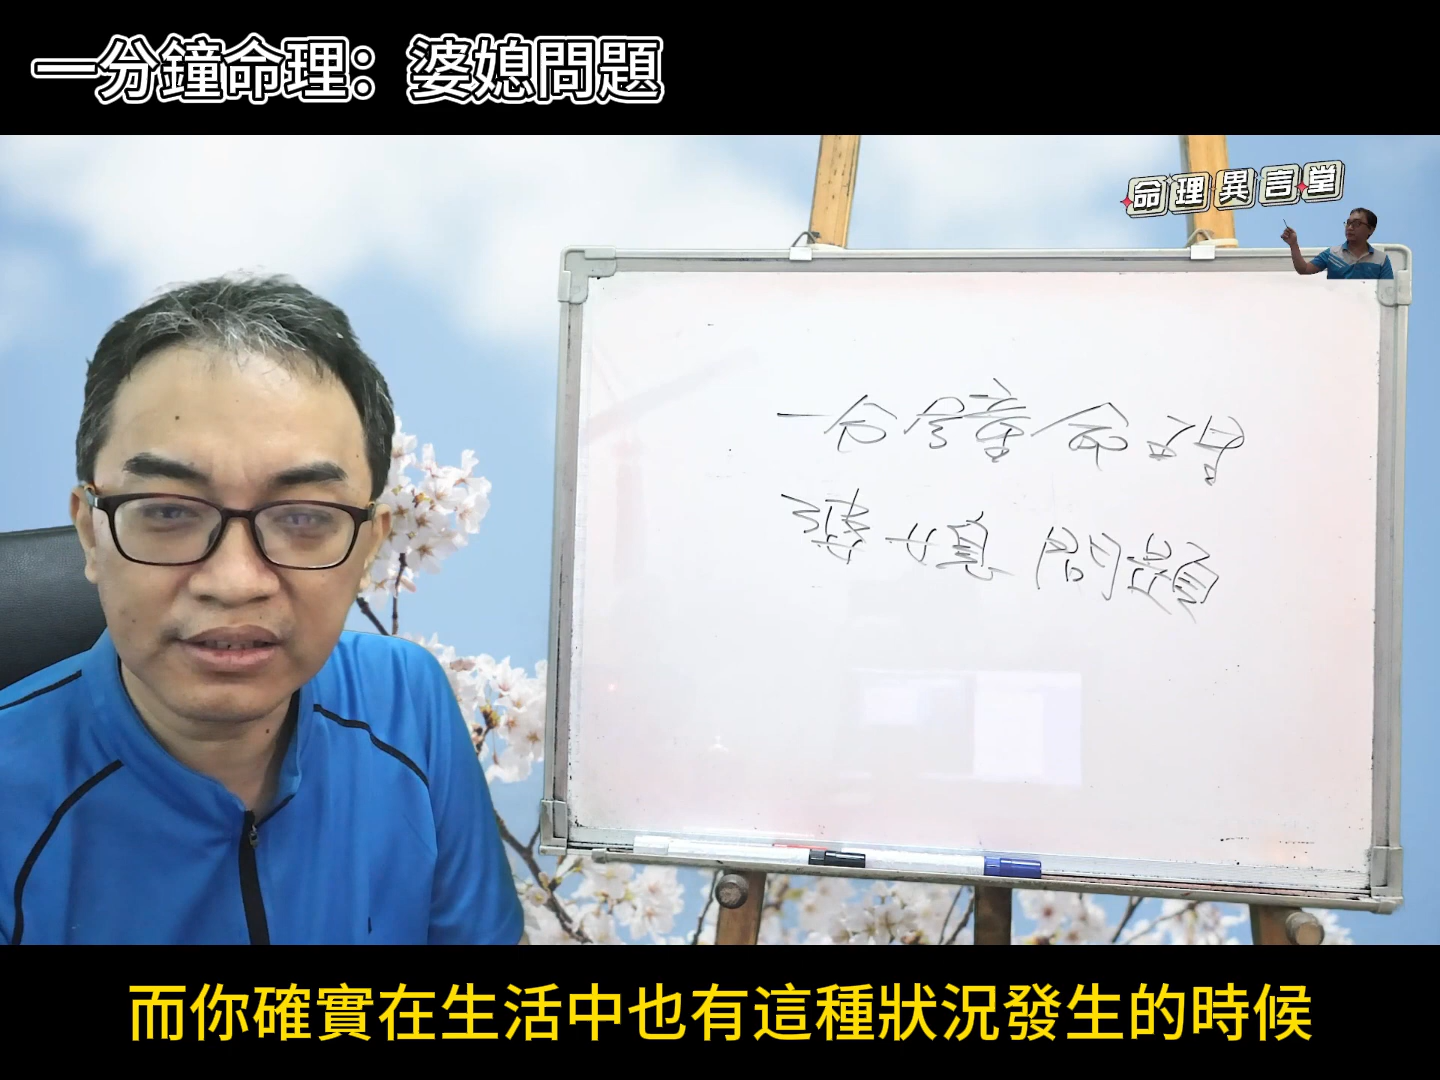 一分鐘命理：婆媳問題
命理異言堂
一分鐘命理
婆媳問題
而你確實在生活中也有這種狀況發生的時候